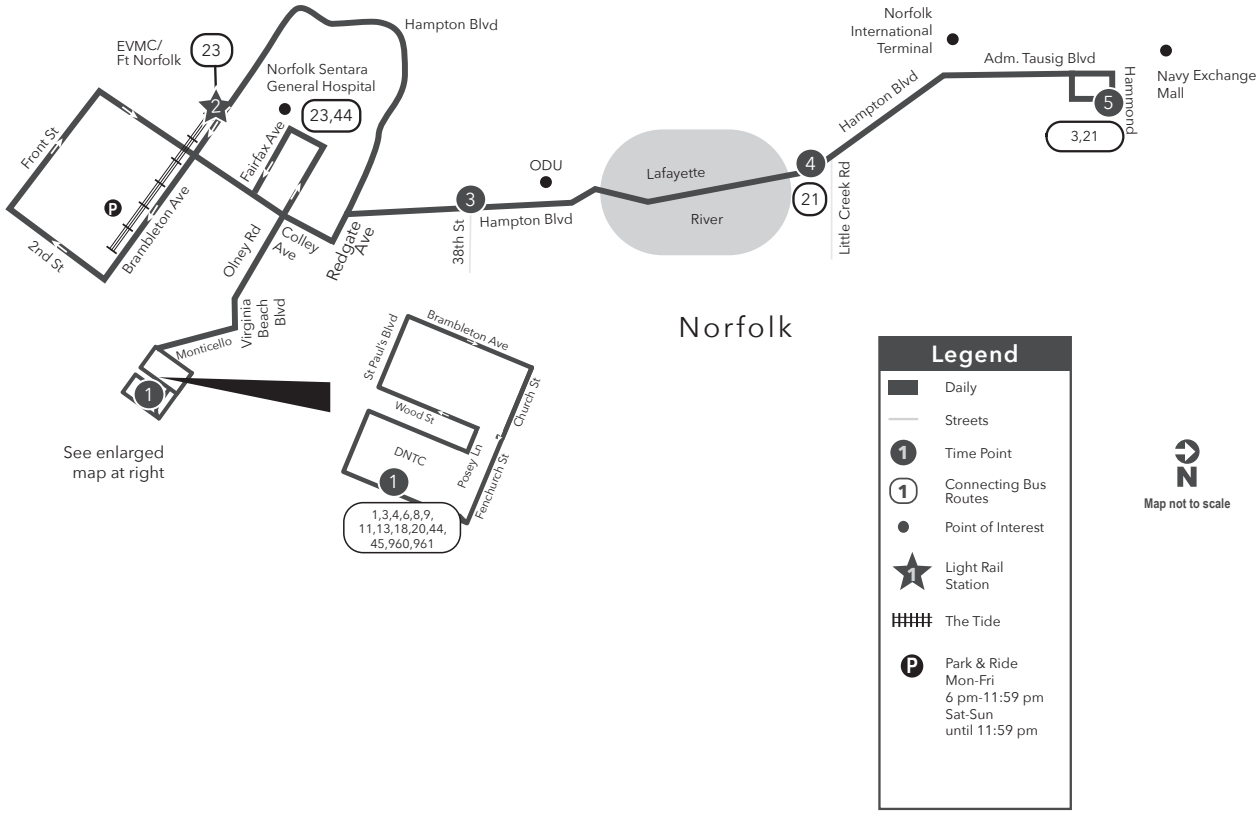 Hampton Blvd
EVMC/
Ft Norfolk
23
2
Norfolk Sentara
General Hospital
23,44
Front St
Fairfax Ave
P
Brambleton Ave
2nd St
Olney Rd
Colley
Ave
Redgate
Ave
Virginia
Beach
Blvd
Monticello
1
See enlarged
map at right
3
38th St
ODU
Hampton Blvd
Lafayette
River
4
21
Little Creek Rd
Hampton Blvd
Norfolk
International
Terminal
Adm. Tausig Blvd
Hammond
5
3,21
Navy Exchange
Mall
Norfolk
St Paul's Blvd
Brambleton Ave
Church St
Wood St
DNTC
Posey Ln
Fenchurch St
1
1,3,4,6,8,9,
11,13,18,20,44,
45,960,961
Legend
Daily
Streets
1
Time Point
1
Connecting Bus
Routes
Point of Interest
1
Light Rail
Station
The Tide
P
Park & Ride
Mon-Fri
6 pm-11:59 pm
Sat-Sun
until 11:59 pm
N
Map not to scale